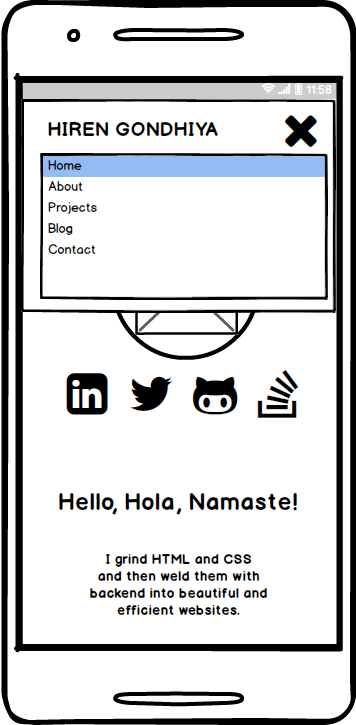 11:58
HIREN GONDHIYA
Home
About
Projects
Blog
Contact
in
Hello, Hola, Namaste!
I grind HTML and CSS
and then weld them with
backend into beautiful and
efficient websites.